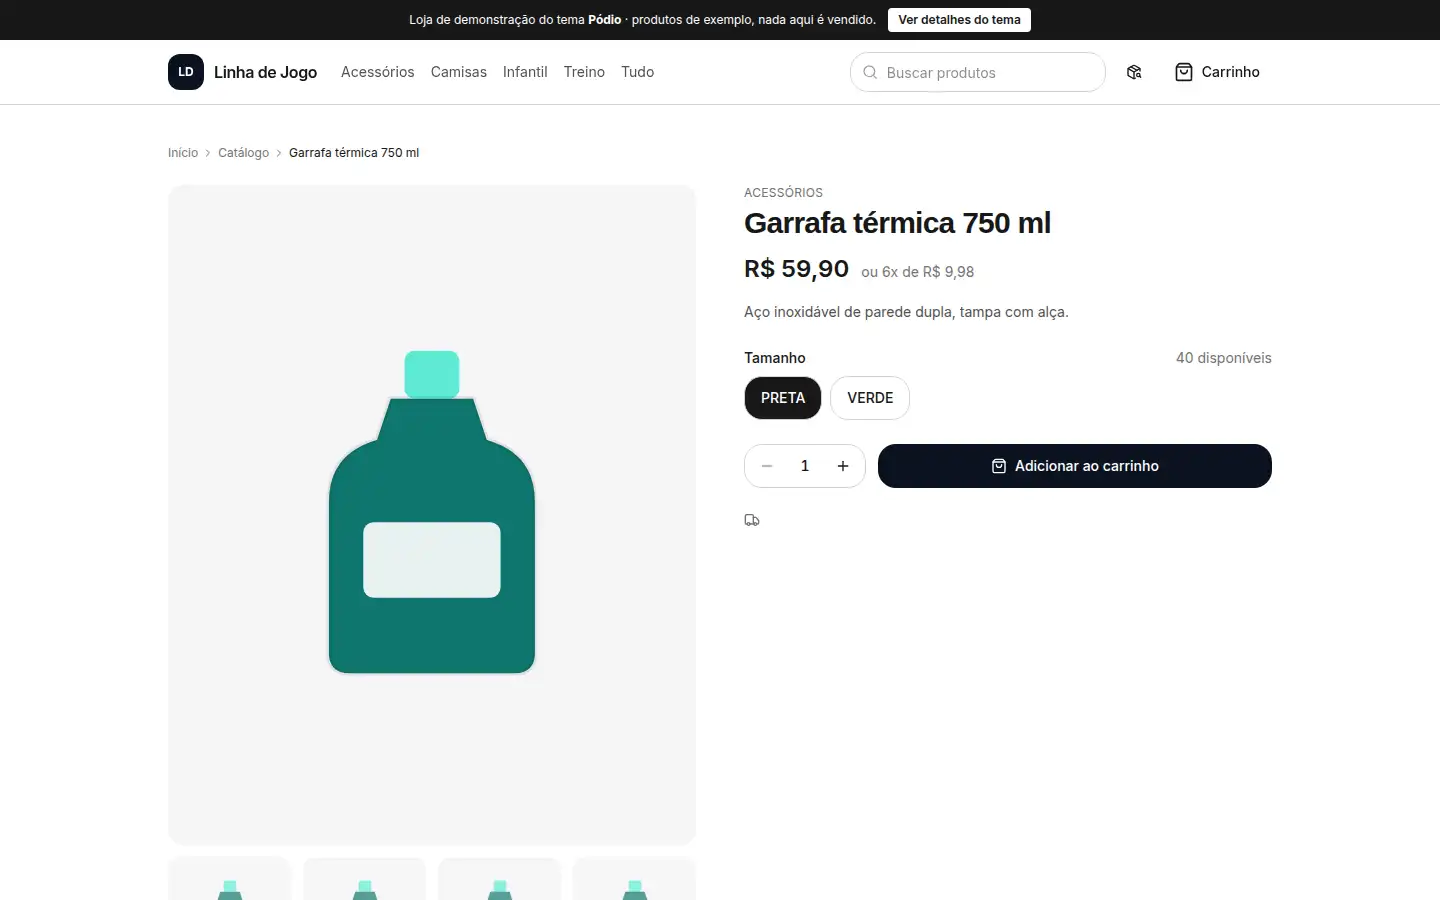 Loja de demonstração do tema Pódio · produtos de exemplo, nada aqui é vendido. Ver detalhes do tema
LD Linha de Jogo Acessórios Camisas Infantil Treino Tudo Buscar produtos Carrinho
Início Catálogo Garrafa térmica 750 ml
ACESSÓRIOS
Garrafa térmica 750 ml
R$ 59,90 ou 6x de R$ 9,98
Aço inoxidável de parede dupla, tampa com alça.
Tamanho 40 disponíveis
PRETA VERDE
1 Adicionar ao carrinho